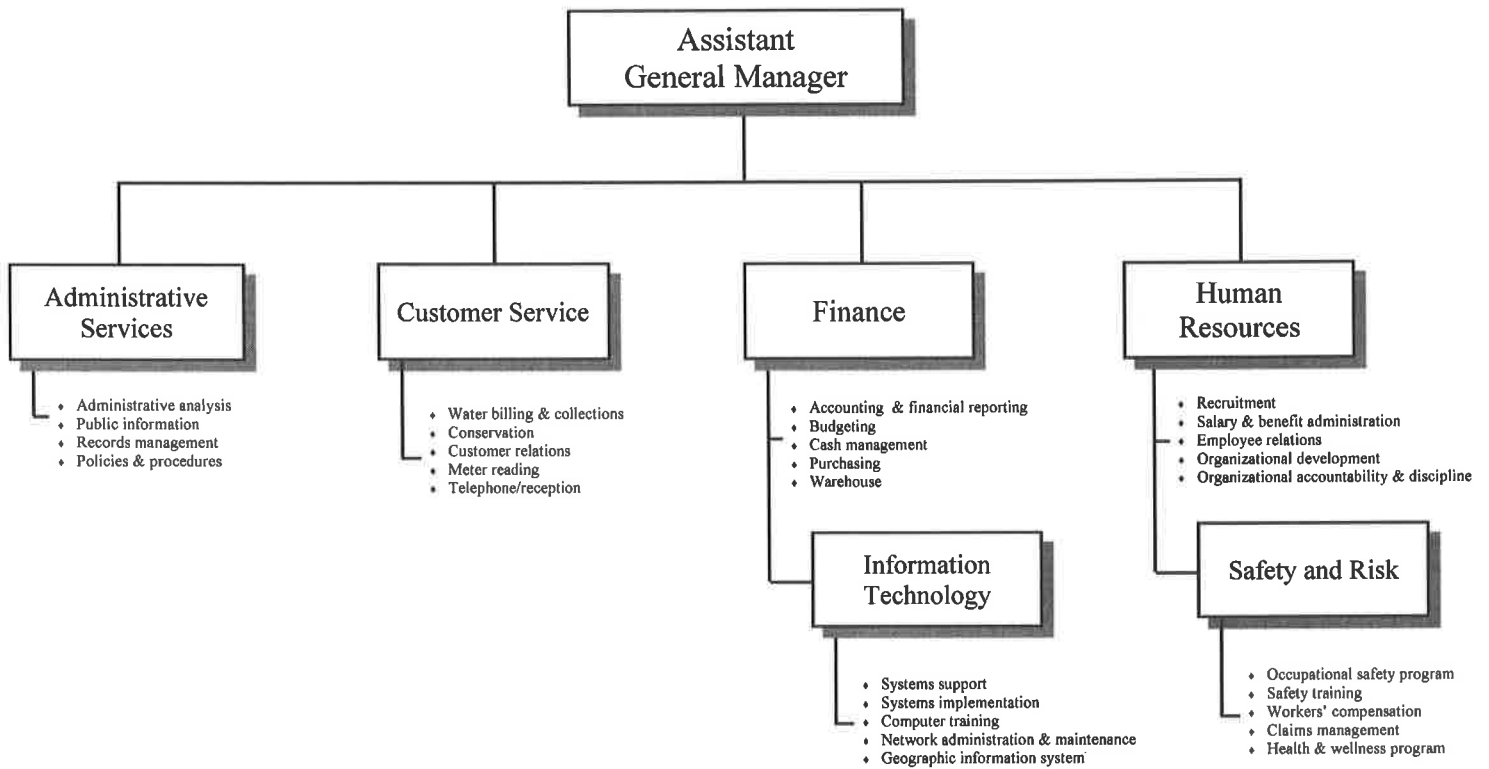 Assistant
General Manager
Administrative
Services
♦ Administrative analysis
♦ Public information
♦ Records management
♦ Policies & procedures
Customer Service
♦ Water billing & collections
♦ Conservation
♦ Customer relations
♦ Meter reading
♦ Telephone/reception
Finance
♦ Accounting & financial reporting
♦ Budgeting
♦ Cash management
♦ Purchasing
♦ Warehouse
Information
Technology
♦ Systems support
♦ Systems implementation
♦ Computer training
♦ Network administration & maintenance
♦ Geographic information system
Human
Resources
♦ Recruitment
♦ Salary & benefit administration
♦ Employee relations
♦ Organizational development
♦ Organizational accountability & discipline
Safety and Risk
♦ Occupational safety program
♦ Safety training
♦ Workers' compensation
♦ Claims management
♦ Health & wellness program